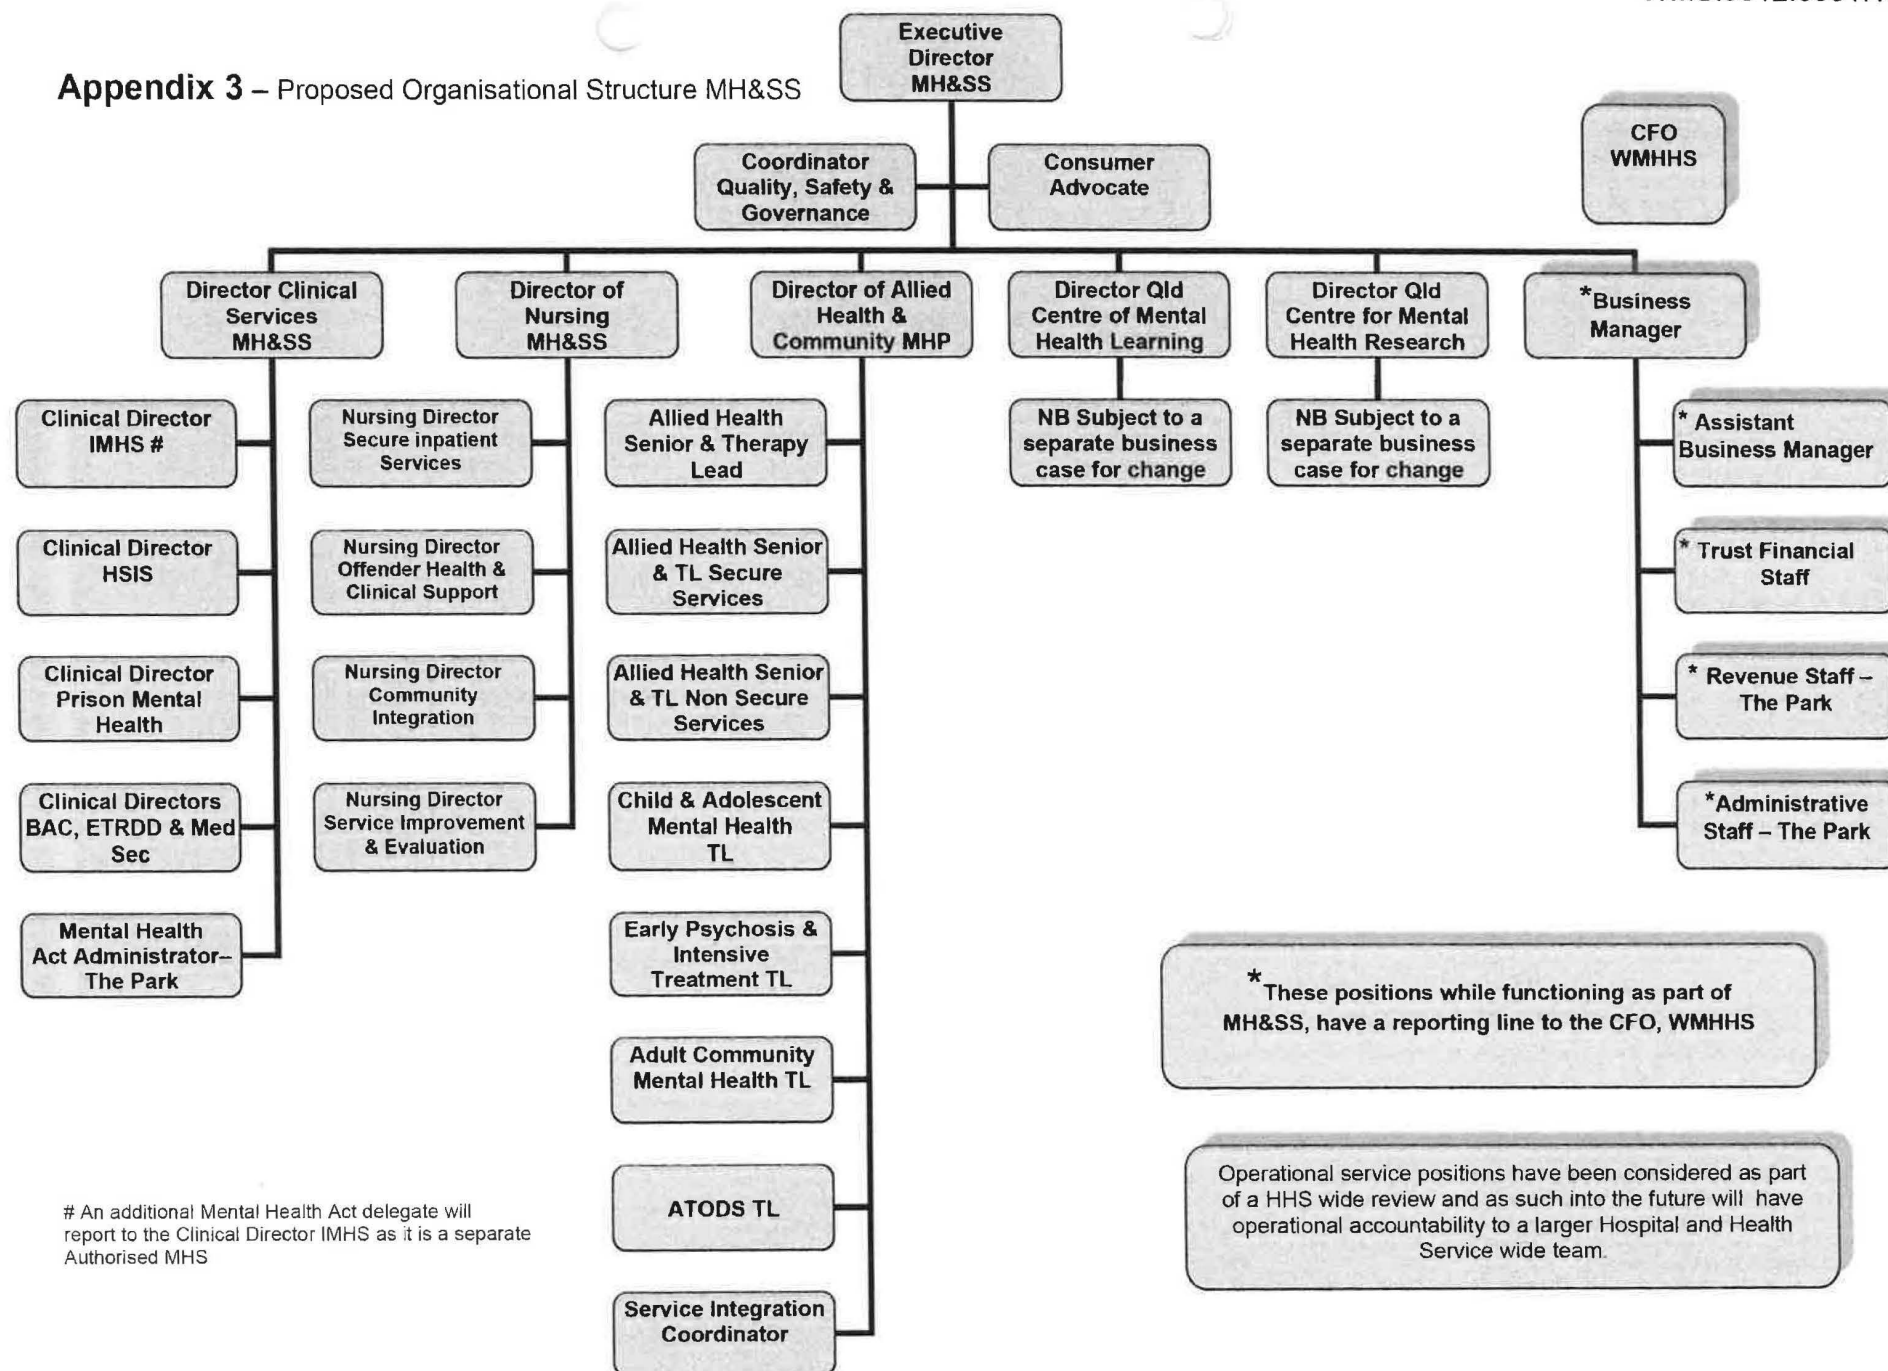 Executive
Director
MH&SS
Appendix 3 – Proposed Organisational Structure MH&SS
CFO
WMHHS
Coordinator
Quality, Safety &
Governance
Consumer
Advocate
Director Clinical
Services
MH&SS
Director of
Nursing
MH&SS
Director of Allied
Health &
Community MHP
Director Qld
Centre of Mental
Health Learning
Director Qld
Centre for Mental
Health Research
*Business
Manager
Clinical Director
IMHS #
Clinical Director
HSIS
Clinical Director
Prison Mental
Health
Clinical Directors
BAC, ETRDD & Med
Sec
Mental Health
Act Administrator–
The Park
Nursing Director
Secure inpatient
Services
Nursing Director
Offender Health &
Clinical Support
Nursing Director
Community
Integration
Nursing Director
Service Improvement
& Evaluation
Allied Health
Senior & Therapy
Lead
Allied Health Senior
& TL Secure
Services
Allied Health Senior
& TL Non Secure
Services
Child & Adolescent
Mental Health
TL
Early Psychosis &
Intensive
Treatment TL
Adult Community
Mental Health TL
ATODS TL
Service Integration
Coordinator
NB Subject to a
separate business
case for change
NB Subject to a
separate business
case for change
* Assistant
Business Manager
* Trust Financial
Staff
* Revenue Staff –
The Park
*Administrative
Staff – The Park
*These positions while functioning as part of
MH&SS, have a reporting line to the CFO, WMHHS
Operational service positions have been considered as part
of a HHS wide review and as such into the future will have
operational accountability to a larger Hospital and Health
Service wide team.
# An additional Mental Health Act delegate will
report to the Clinical Director IMHS as it is a separate
Authorised MHS